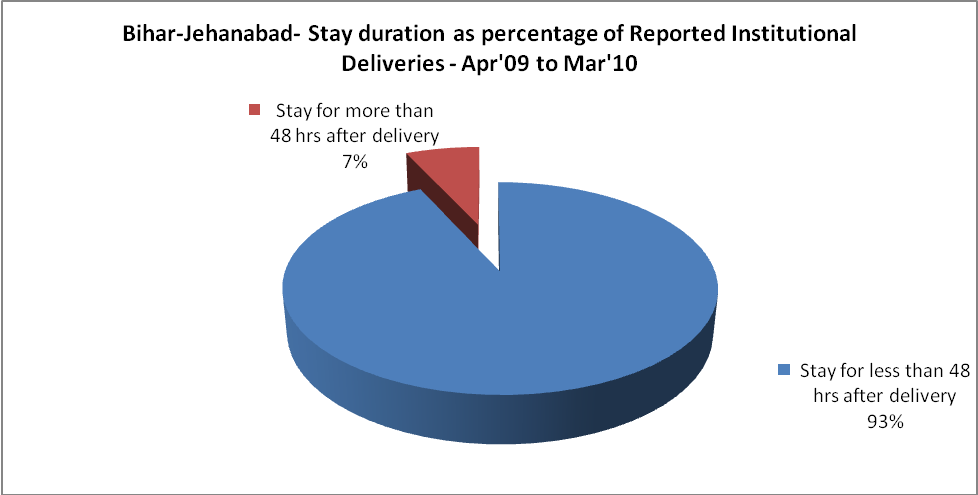 Bihar-Jehanabad- Stay duration as percentage of Reported Institutional
Deliveries - Apr'09 to Mar'10
Stay for more than
48 hrs after delivery
7%
Stay for less than 48
hrs after delivery
93%